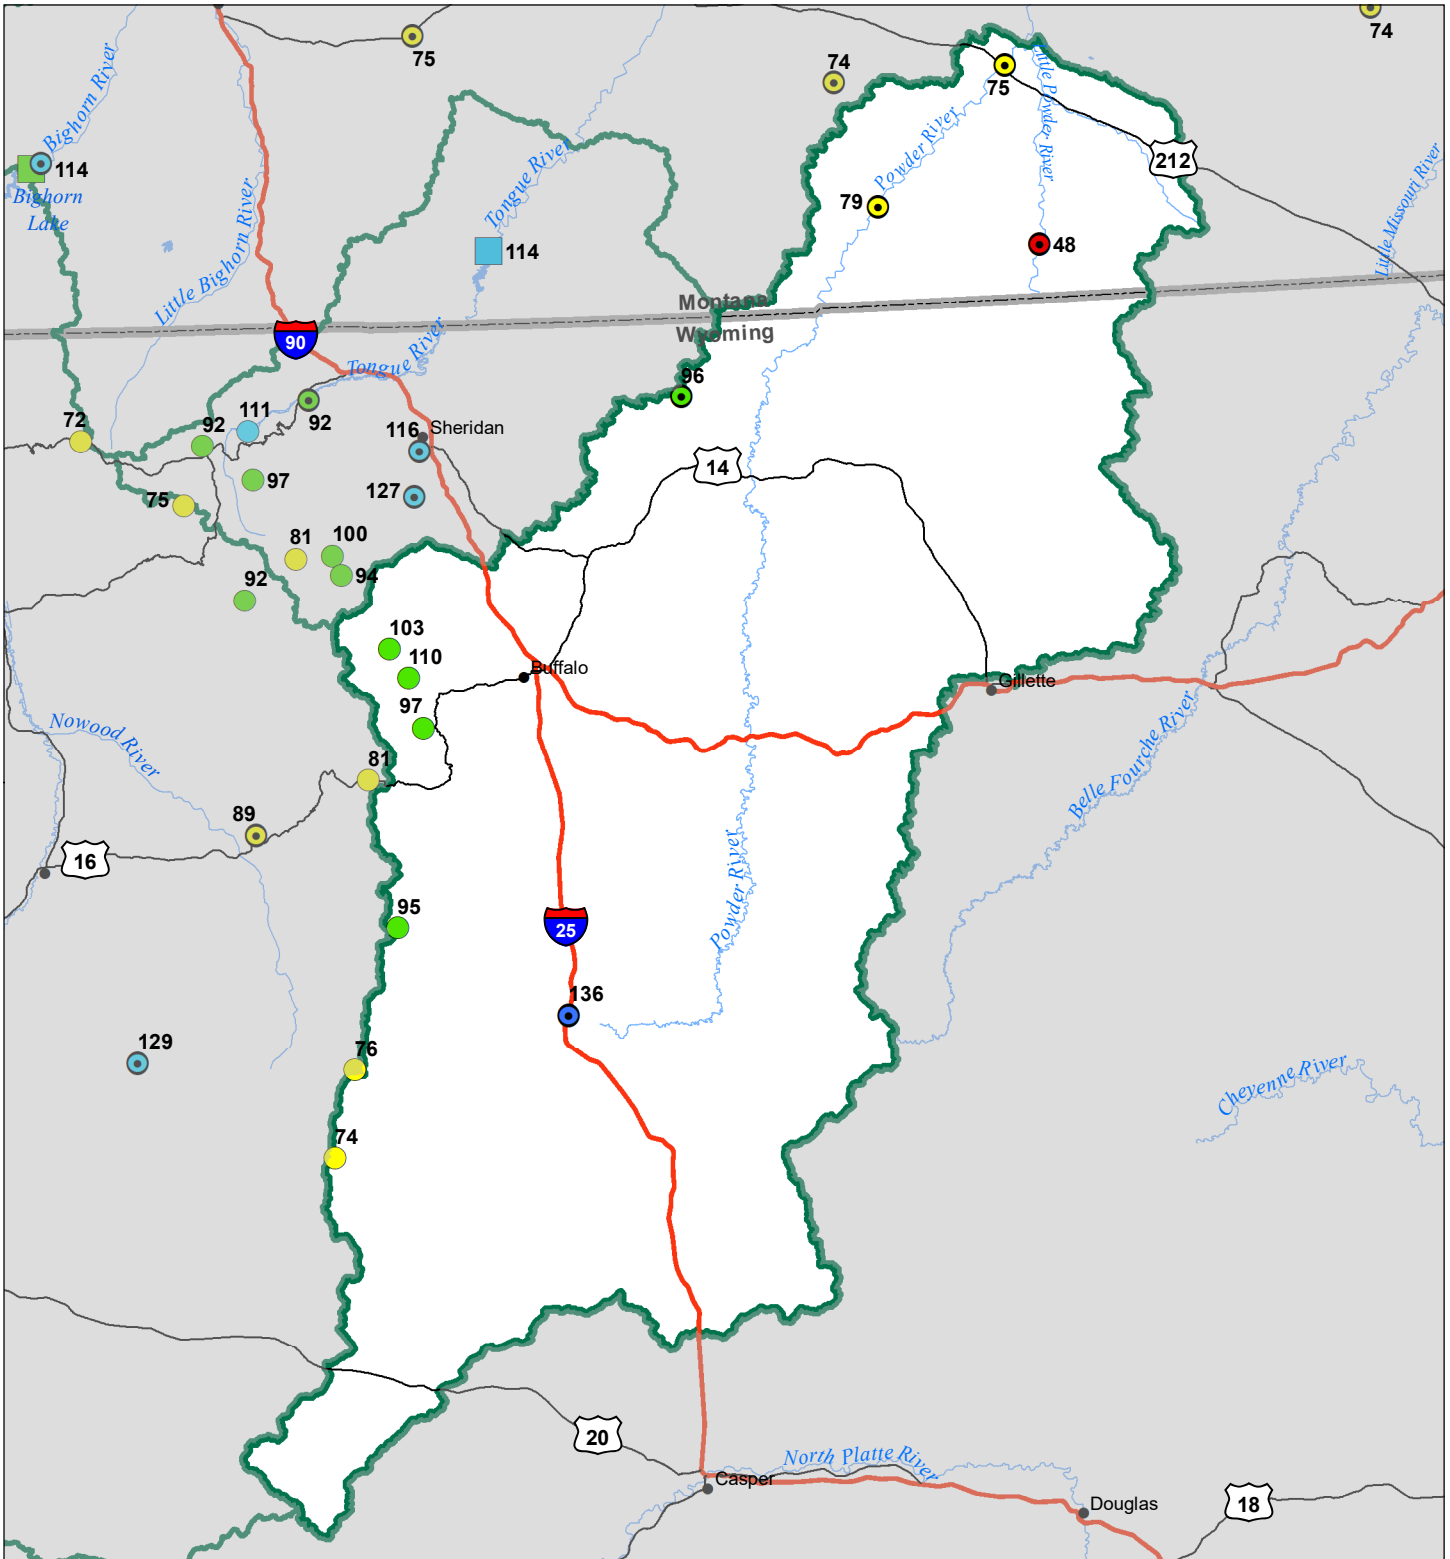 74
75
74
75
Bighorn River
Little Powder River
114
Bighorn
Lake
Tongue River
Powder River
212
Little Missouri River
79
Little Bighorn River
114
48
Montana
Wyoming
90
Tongue River
96
72
92
111
92
116
Sheridan
14
97
127
75
81
100
94
92
103
110
Buffalo
Gillette
97
Nowood River
81
Belle Fourche River
89
16
Powder River
95
25
136
129
76
Cheyenne River
74
20
North Platte River
Casper
Douglas
18